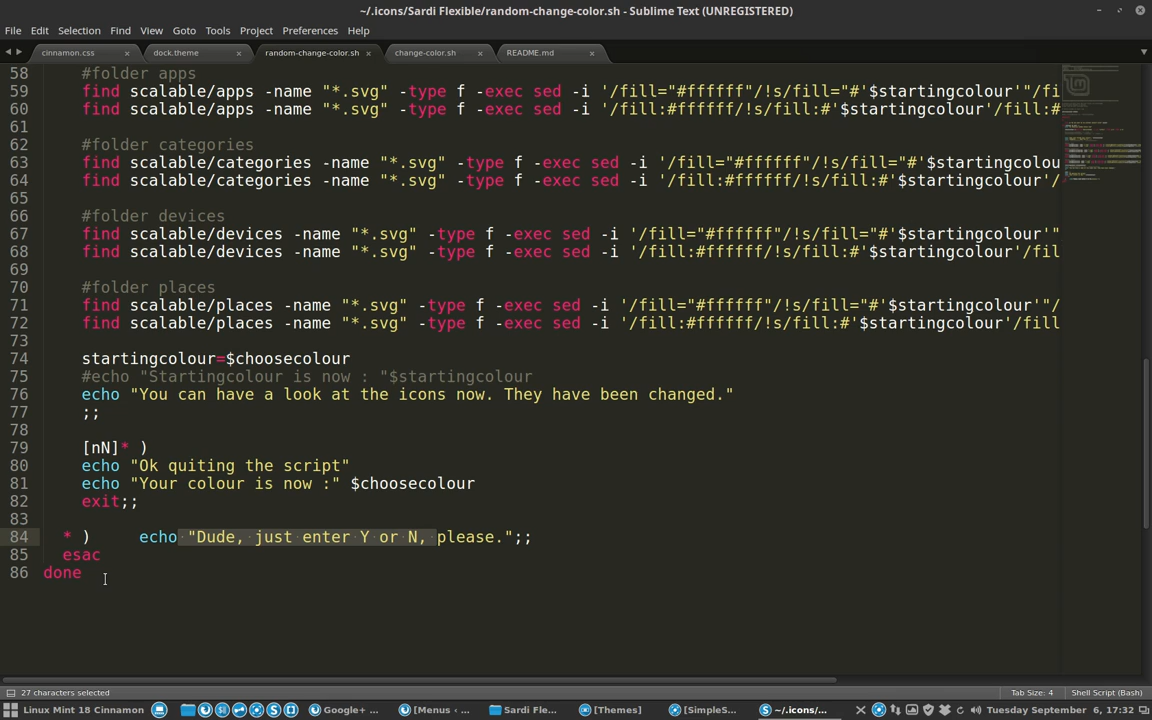 ~/.icons/Sardi Flexible/random-change-color.sh - Sublime Text (UNREGISTERED)
File Edit Selection Find View Goto Tools Project Preferences Help
cinnamon.css × dock.theme × random-change-color.sh × change-color.sh × README.md ×
58 #folder apps
59 find scalable/apps -name "*.svg" -type f -exec sed -i '/fill="#ffffff"/!s/fill="#'$startingcolour'"/fi
60 find scalable/apps -name "*.svg" -type f -exec sed -i '/fill:#ffffff/!s/fill:#'$startingcolour'/fill:#
61
62 #folder categories
63 find scalable/categories -name "*.svg" -type f -exec sed -i '/fill="#ffffff"/!s/fill="#'$startingcolou
64 find scalable/categories -name "*.svg" -type f -exec sed -i '/fill:#ffffff/!s/fill:#'$startingcolour'/
65
66 #folder devices
67 find scalable/devices -name "*.svg" -type f -exec sed -i '/fill="#ffffff"/!s/fill="#'$startingcolour'"
68 find scalable/devices -name "*.svg" -type f -exec sed -i '/fill:#ffffff/!s/fill:#'$startingcolour'/fil
69
70 #folder places
71 find scalable/places -name "*.svg" -type f -exec sed -i '/fill="#ffffff"/!s/fill="#'$startingcolour'"/
72 find scalable/places -name "*.svg" -type f -exec sed -i '/fill:#ffffff/!s/fill:#'$startingcolour'/fill
73
74 startingcolour=$choosecolour
75 #echo "Startingcolour is now : "$startingcolour
76 echo "You can have a look at the icons now. They have been changed."
77 ;;
78
79 [nN]* )
80 echo "Ok quiting the script"
81 echo "Your colour is now :" $choosecolour
82 exit;;
83
84 * ) echo "Dude, just enter Y or N, please.";;
85 esac
86 done
27 characters selected Tab Size: 4 Shell Script (Bash)
Linux Mint 18 Cinnamon Google+ ... [Menus ‹ ... Sardi Fle... [Themes] [SimpleS... ~/.icons/... Tuesday September 6, 17:32